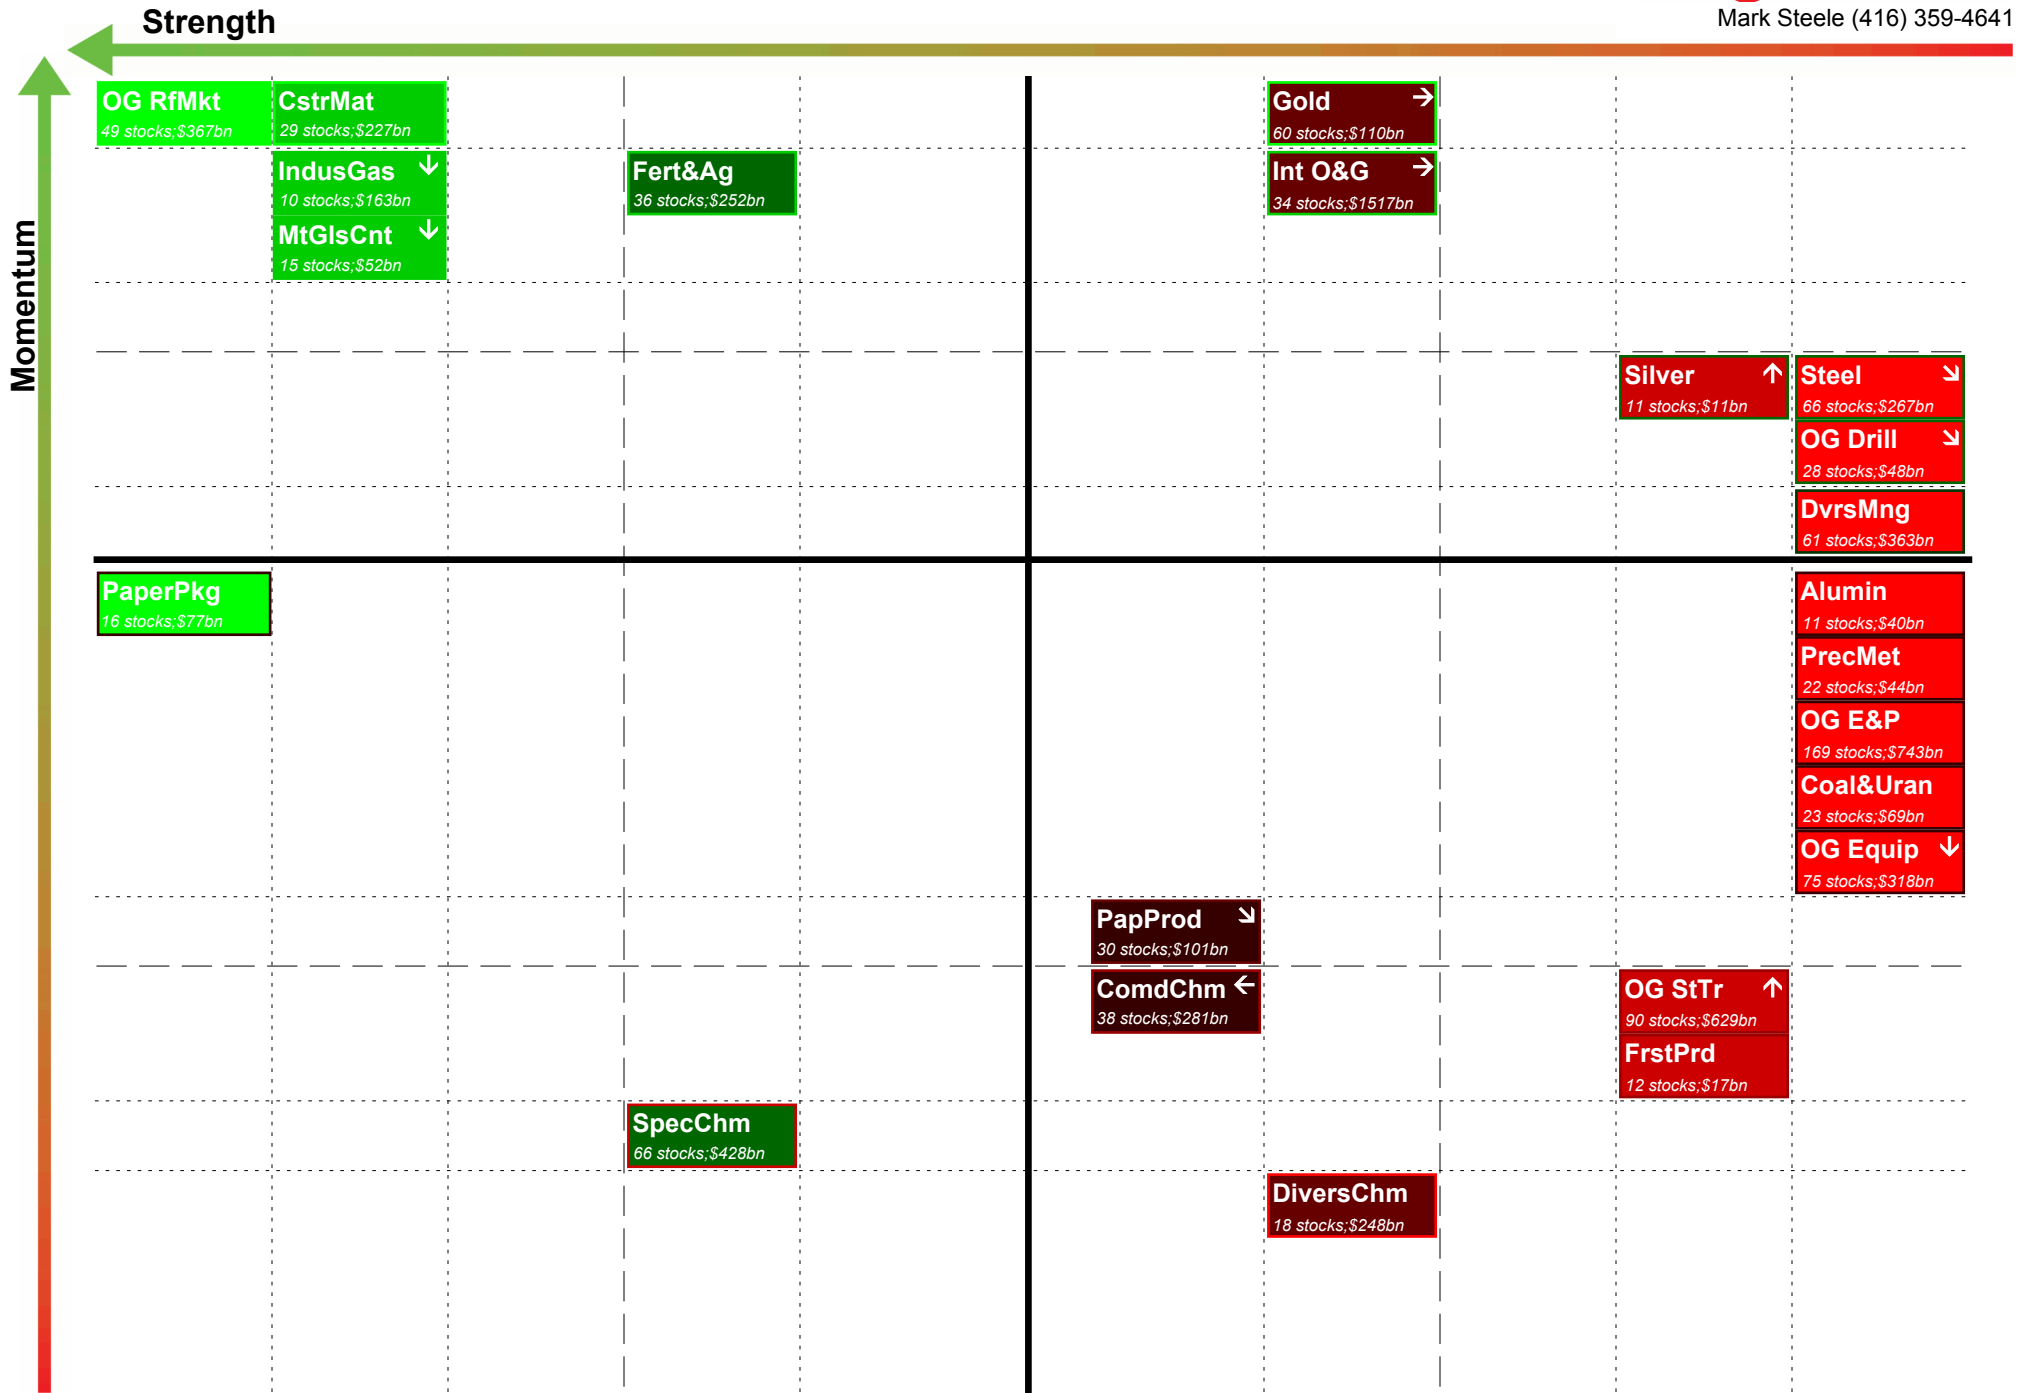 Strength
Mark Steele (416) 359-4641
Momentum
OG RfMkt
49 stocks;$367bn
CstrMat
29 stocks;$227bn
Gold →
60 stocks;$110bn
IndusGas ↓
10 stocks;$163bn
Fert&Ag
36 stocks;$252bn
Int O&G →
34 stocks;$1517bn
MtGlsCnt ↓
15 stocks;$52bn
Silver ↑
11 stocks;$11bn
Steel ↘
66 stocks;$267bn
OG Drill ↘
28 stocks;$48bn
DvrsMng
61 stocks;$363bn
PaperPkg
16 stocks;$77bn
Alumin
11 stocks;$40bn
PrecMet
22 stocks;$44bn
OG E&P
169 stocks;$743bn
Coal&Uran
23 stocks;$69bn
OG Equip ↓
75 stocks;$318bn
PapProd ↘
30 stocks;$101bn
ComdChm ←
38 stocks;$281bn
OG StTr ↑
90 stocks;$629bn
FrstPrd
12 stocks;$17bn
SpecChm
66 stocks;$428bn
DiversChm
18 stocks;$248bn